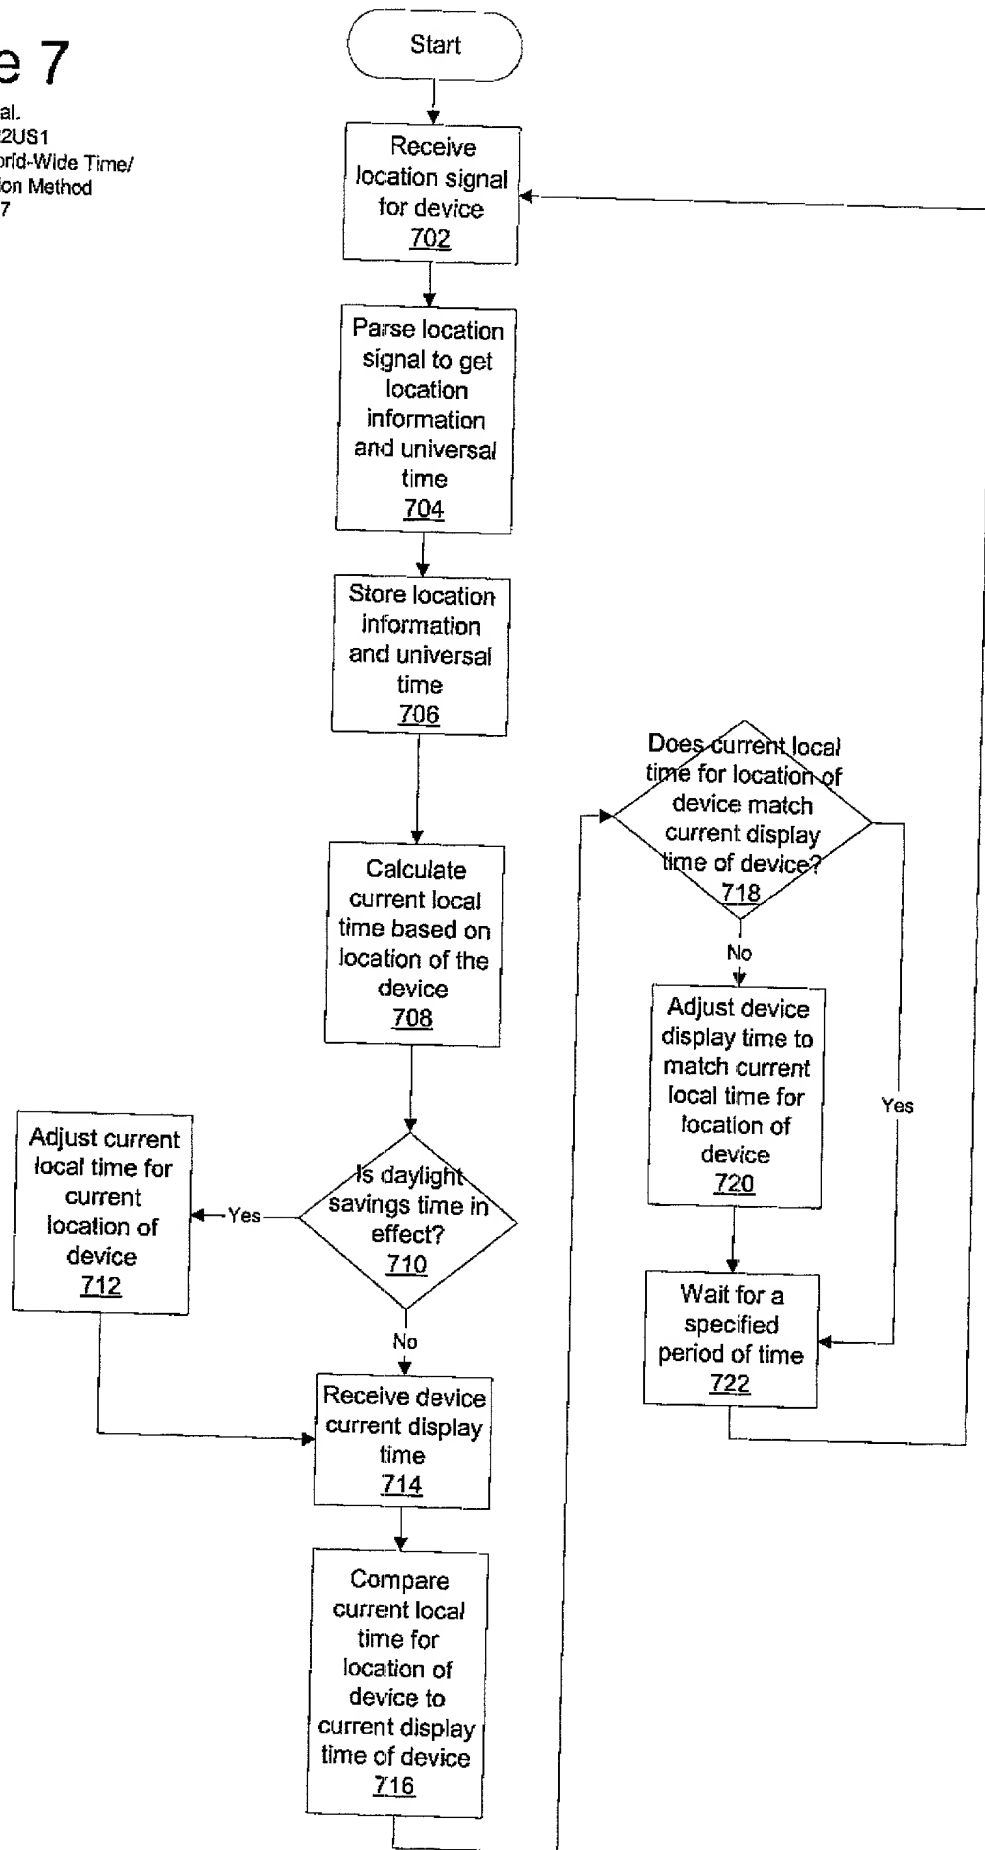 e 7
al.
2US1
orld-Wide Time/
ion Method
7
Start
Receive
location signal
for device
702
Parse location
signal to get
location
information
and universal
time
704
Store location
information
and universal
time
706
Calculate
current local
time based on
location of the
device
708
Is daylight
savings time in
effect?
710
Yes
No
Adjust current
local time for
current
location of
device
712
Receive device
current display
time
714
Compare
current local
time for
location of
device to
current display
time of device
716
Does current local
time for location of
device match
current display
time of device?
718
No
Yes
Adjust device
display time to
match current
local time for
location of
device
720
Wait for a
specified
period of time
722